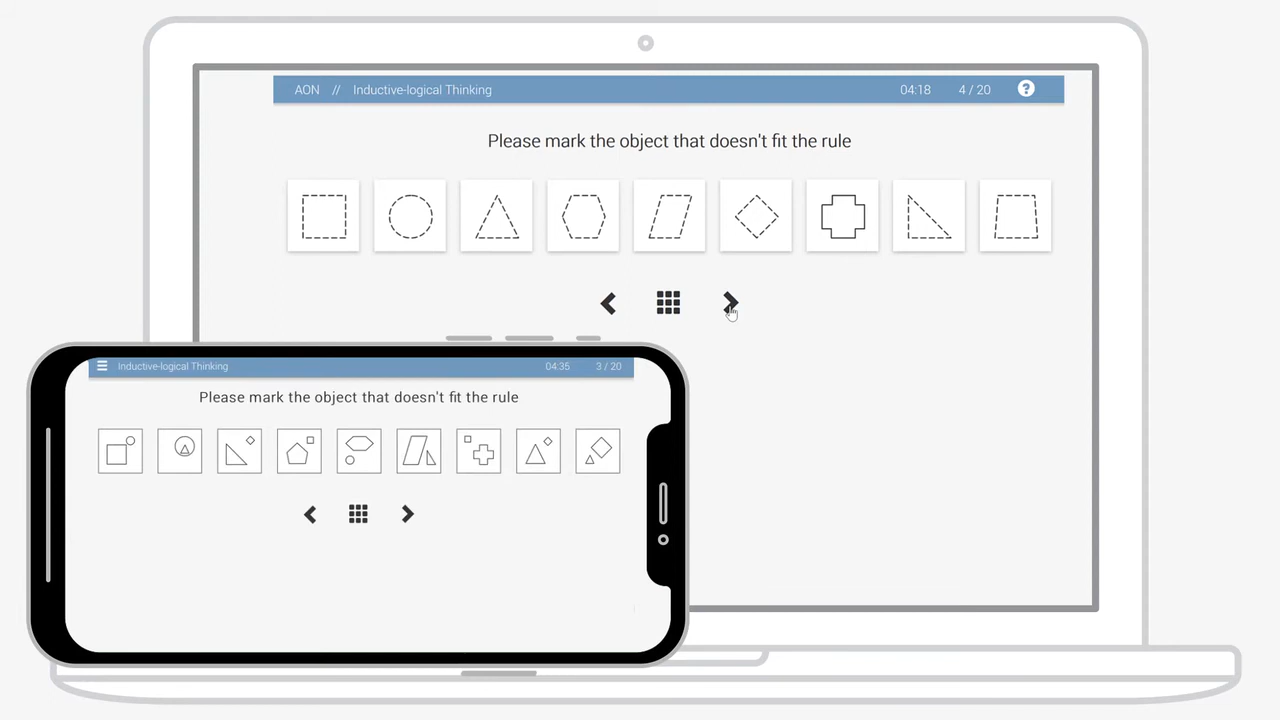 AON // Inductive-logical Thinking 04:18 4 / 20 ?
Please mark the object that doesn't fit the rule
Inductive-logical Thinking 04:35 3 / 20
Please mark the object that doesn't fit the rule